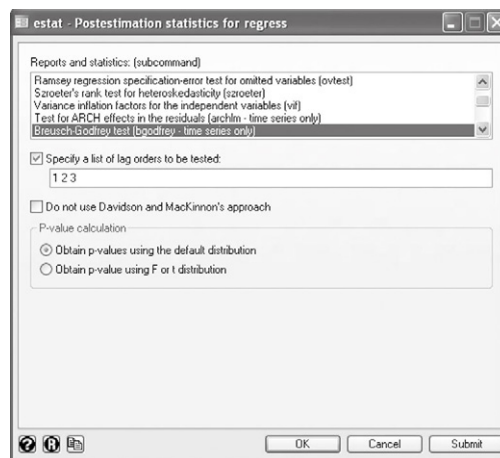 estat - Postestimation statistics for regress
Reports and statistics: (subcommand)
Ramsey regression specification-error test for omitted variables (ovtest)
Szroeter's rank test for heteroskedasticity (szroeter)
Variance inflation factors for the independent variables (vif)
Test for ARCH effects in the residuals (archlm - time series only)
Breusch-Godfrey test (bgodfrey - time series only)
Specify a list of lag orders to be tested:
1 2 3
Do not use Davidson and MacKinnon's approach
P-value calculation
Obtain p-values using the default distribution
Obtain p-value using F or t distribution
? R OK Cancel Submit